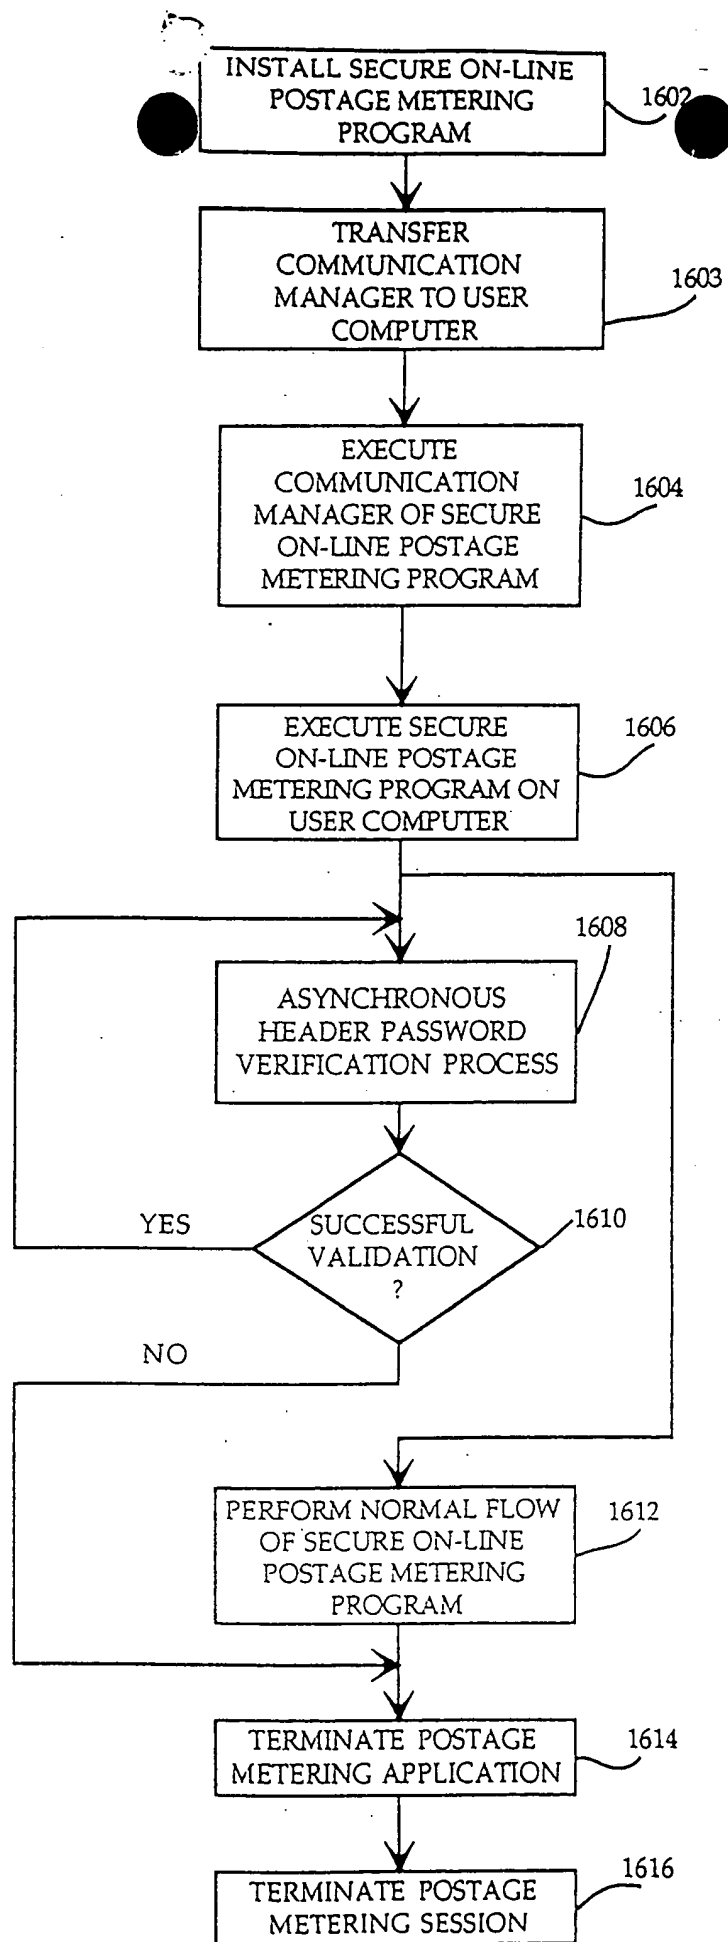 INSTALL SECURE ON-LINE
POSTAGE METERING
PROGRAM
1602
TRANSFER
COMMUNICATION
MANAGER TO USER
COMPUTER
1603
EXECUTE
COMMUNICATION
MANAGER OF SECURE
ON-LINE POSTAGE
METERING PROGRAM
1604
EXECUTE SECURE
ON-LINE POSTAGE
METERING PROGRAM ON
USER COMPUTER
1606
ASYNCHRONOUS
HEADER PASSWORD
VERIFICATION PROCESS
1608
YES
SUCCESSFUL
VALIDATION
?
1610
NO
PERFORM NORMAL FLOW
OF SECURE ON-LINE
POSTAGE METERING
PROGRAM
1612
TERMINATE POSTAGE
METERING APPLICATION
1614
TERMINATE POSTAGE
METERING SESSION
1616